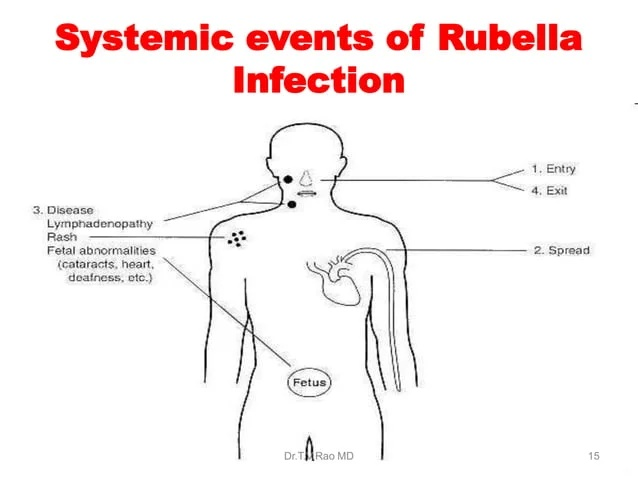 Systemic events of Rubella
Infection
1. Entry
4. Exit
3. Disease
Lymphadenopathy
Rash
Fetal abnormalities
(cataracts, heart,
deafness, etc.)
2. Spread
Fetus
Dr.T.V.Rao MD
15